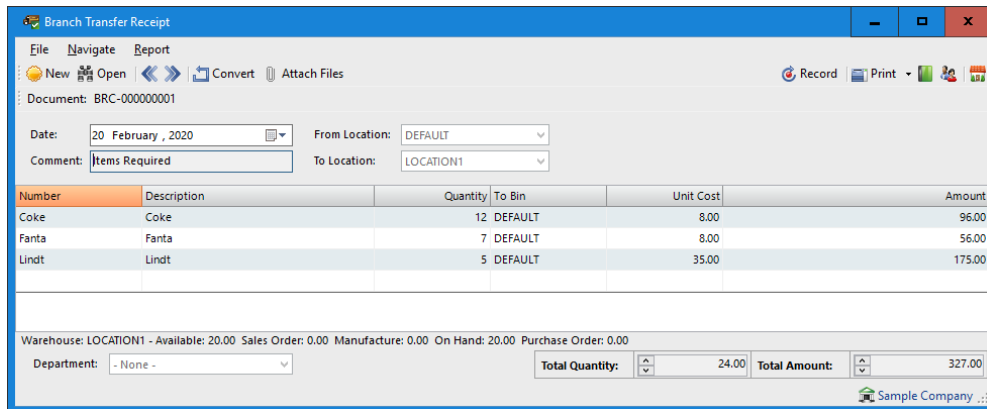 Branch Transfer Receipt
File Navigate Report
New Open Convert Attach Files Record Print
Document: BRC-000000001
Date: 20 February , 2020 From Location: DEFAULT
Comment: Items Required To Location: LOCATION1
Number Description Quantity To Bin Unit Cost Amount
Coke Coke 12 DEFAULT 8.00 96.00
Fanta Fanta 7 DEFAULT 8.00 56.00
Lindt Lindt 5 DEFAULT 35.00 175.00
Warehouse: LOCATION1 - Available: 20.00 Sales Order: 0.00 Manufacture: 0.00 On Hand: 20.00 Purchase Order: 0.00
Department: - None - Total Quantity: 24.00 Total Amount: 327.00
Sample Company